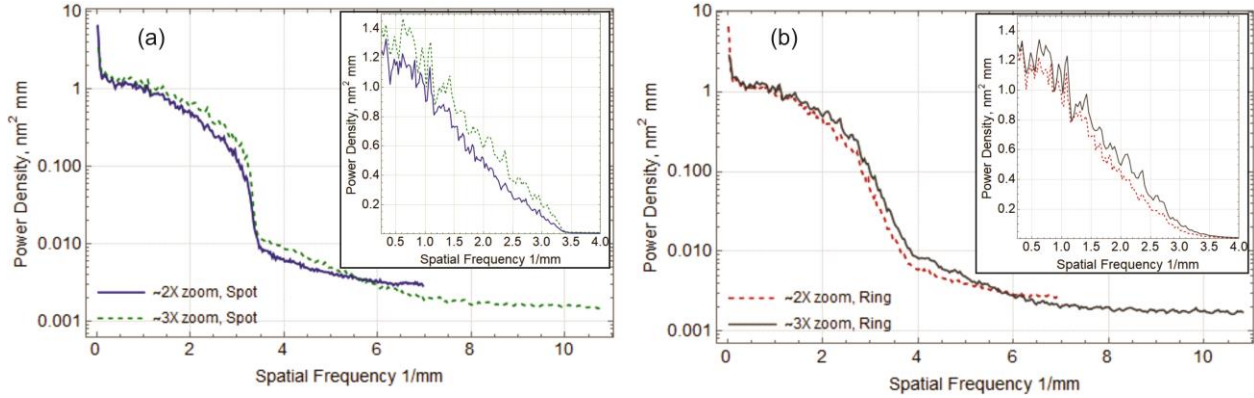 (a)
Power Density, nm² mm
10
1
0.100
0.010
0.001
0
2
4
6
8
10
Spatial Frequency 1/mm
~2X zoom, Spot
~3X zoom, Spot
Power Density, nm² mm
1.4
1.2
1.0
0.8
0.6
0.4
0.2
0.5 1.0 1.5 2.0 2.5 3.0 3.5 4.0
Spatial Frequency 1/mm
(b)
Power Density, nm² mm
10
1
0.100
0.010
0.001
0
2
4
6
8
10
Spatial Frequency 1/mm
~2X zoom, Ring
~3X zoom, Ring
Power Density, nm² mm
1.4
1.2
1.0
0.8
0.6
0.4
0.2
0.5 1.0 1.5 2.0 2.5 3.0 3.5 4.0
Spatial Frequency 1/mm